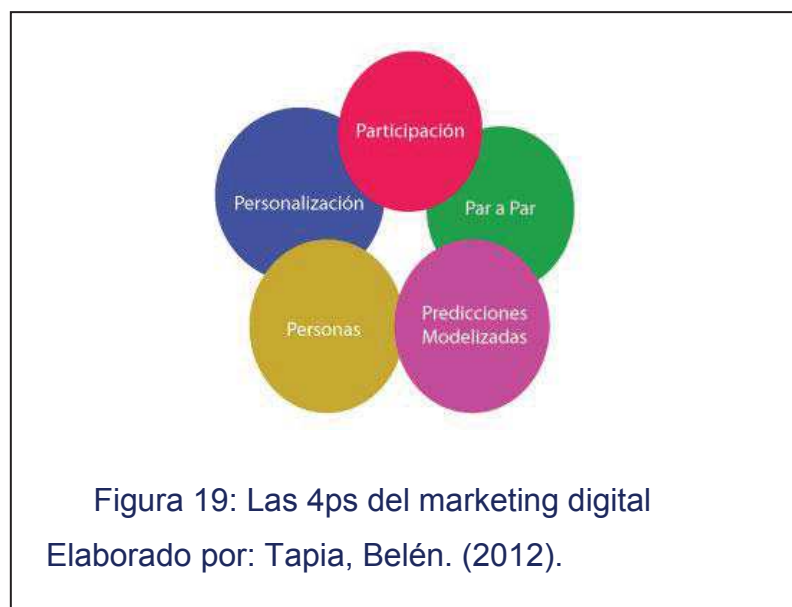 Participación
Personalización
Par a Par
Personas
Predicciones
Modelizadas
Figura 19: Las 4ps del marketing digital
Elaborado por: Tapia, Belén. (2012).